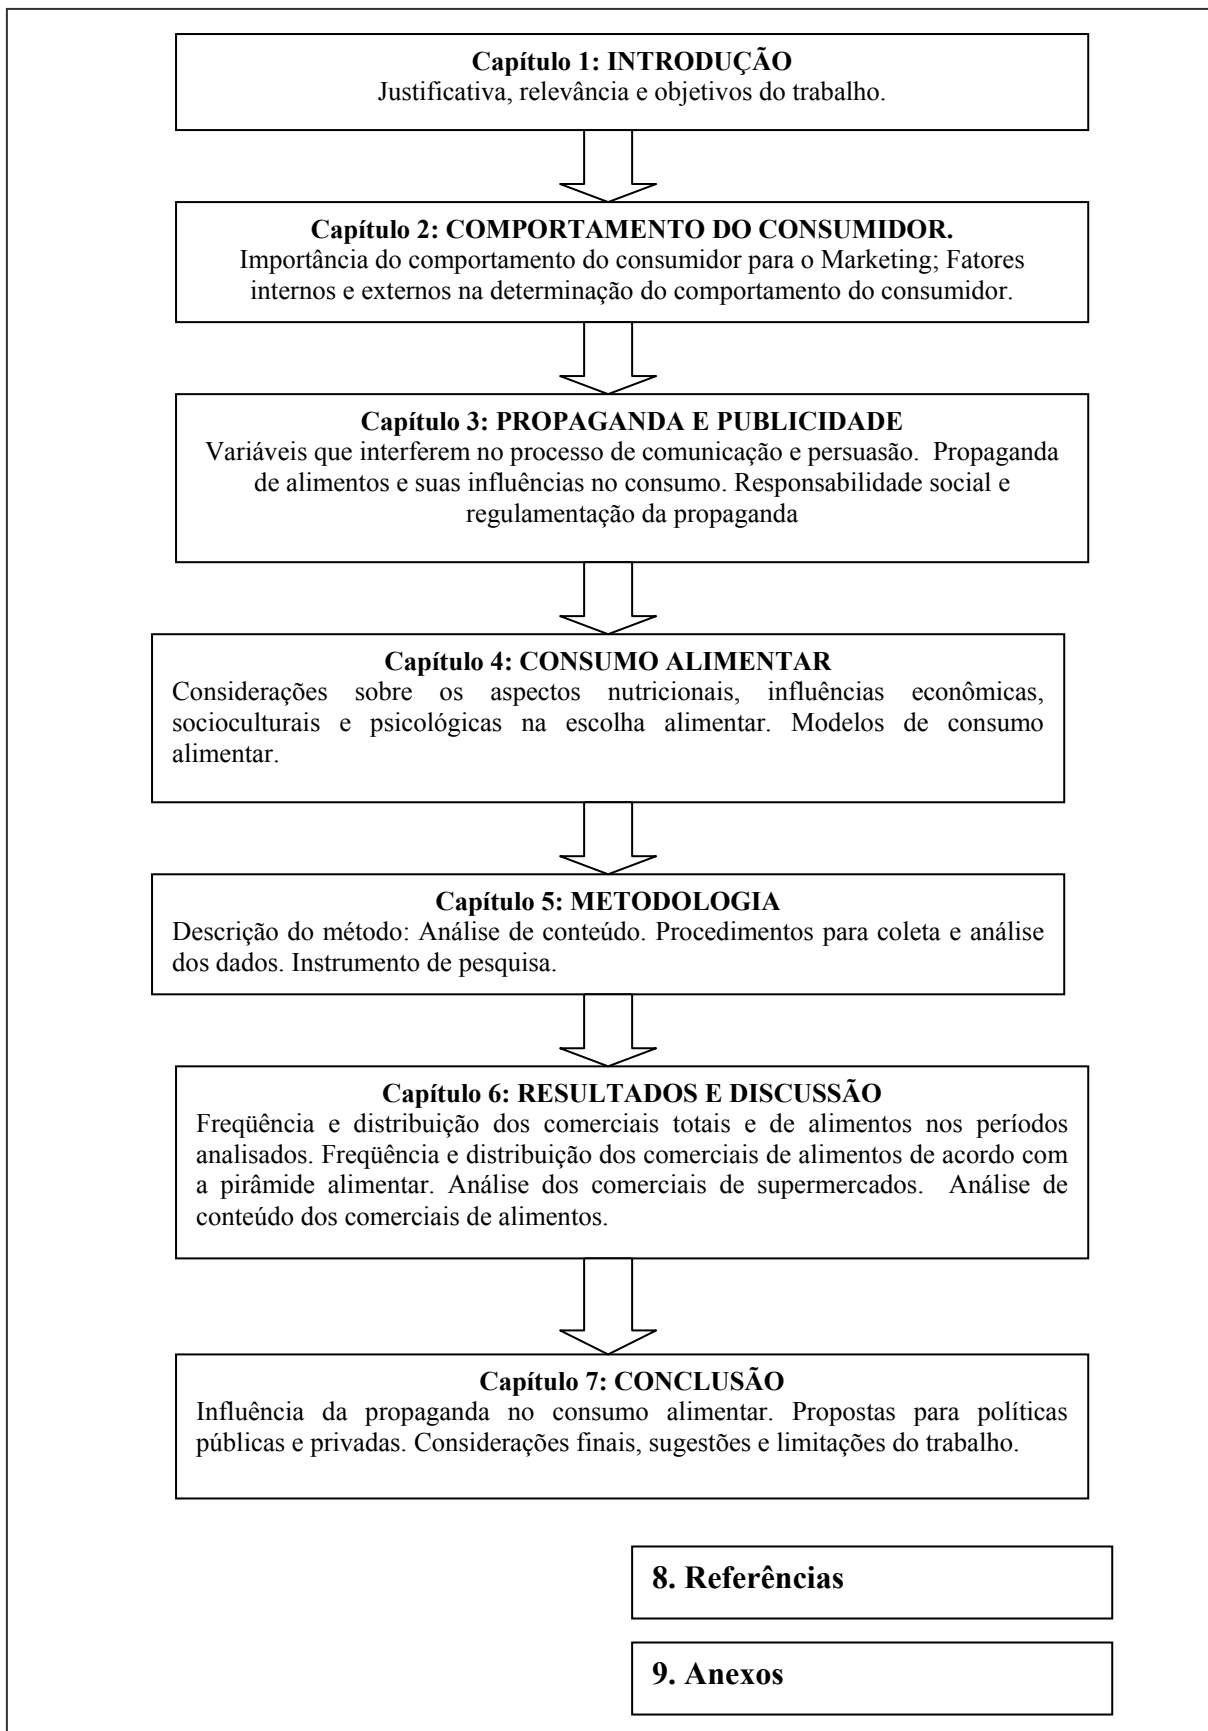 Capítulo 1: INTRODUÇÃO
Justificativa, relevância e objetivos do trabalho.
Capítulo 2: COMPORTAMENTO DO CONSUMIDOR.
Importância do comportamento do consumidor para o Marketing; Fatores
internos e externos na determinação do comportamento do consumidor.
Capítulo 3: PROPAGANDA E PUBLICIDADE
Variáveis que interferem no processo de comunicação e persuasão. Propaganda
de alimentos e suas influências no consumo. Responsabilidade social e
regulamentação da propaganda
Capítulo 4: CONSUMO ALIMENTAR
Considerações sobre os aspectos nutricionais, influências econômicas,
socioculturais e psicológicas na escolha alimentar. Modelos de consumo
alimentar.
Capítulo 5: METODOLOGIA
Descrição do método: Análise de conteúdo. Procedimentos para coleta e análise
dos dados. Instrumento de pesquisa.
Capítulo 6: RESULTADOS E DISCUSSÃO
Freqüência e distribuição dos comerciais totais e de alimentos nos períodos
analisados. Freqüência e distribuição dos comerciais de alimentos de acordo com
a pirâmide alimentar. Análise dos comerciais de supermercados. Análise de
conteúdo dos comerciais de alimentos.
Capítulo 7: CONCLUSÃO
Influência da propaganda no consumo alimentar. Propostas para políticas
públicas e privadas. Considerações finais, sugestões e limitações do trabalho.
8. Referências
9. Anexos